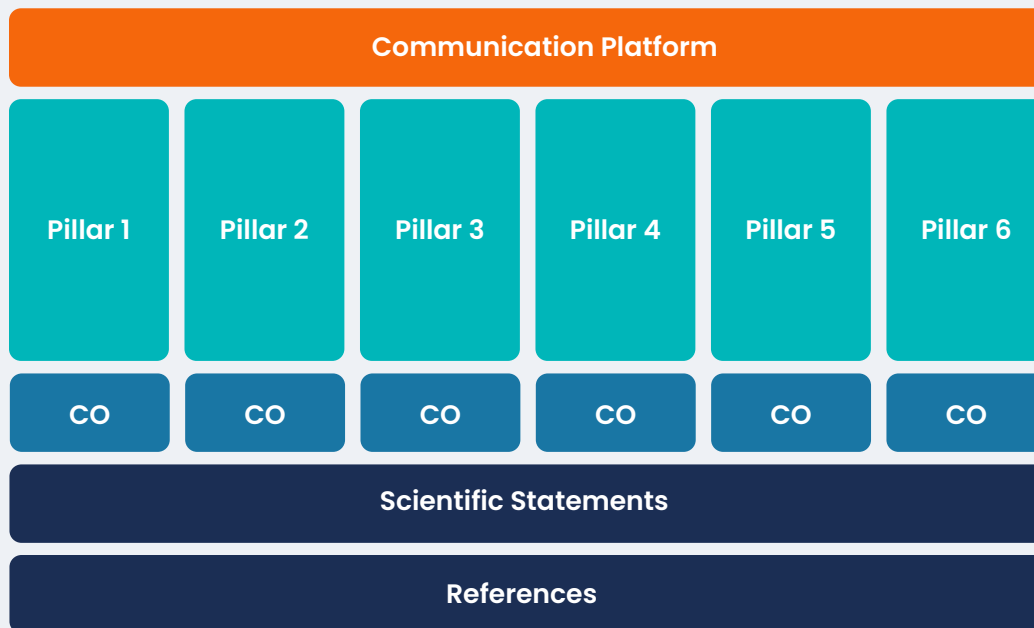 Communication Platform
Pillar 1
Pillar 2
Pillar 3
Pillar 4
Pillar 5
Pillar 6
CO
CO
CO
CO
CO
CO
Scientific Statements
References